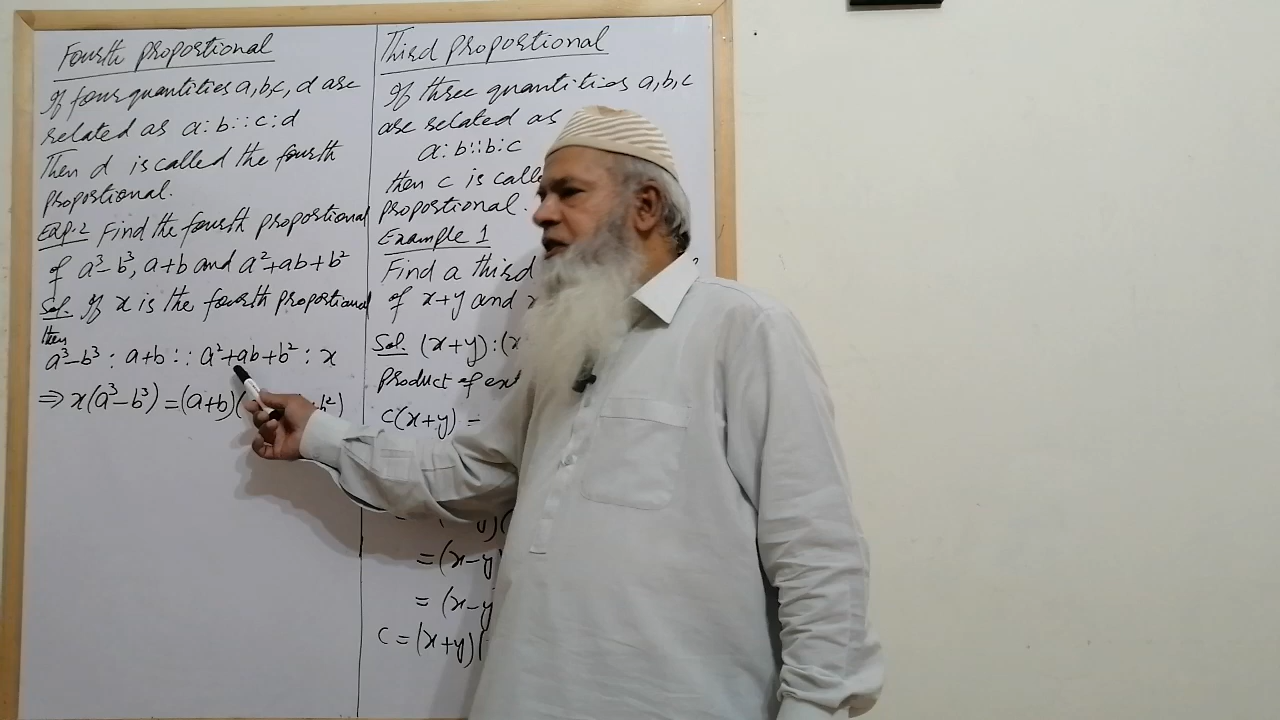 Fourth proportional
If four quantities a, b, c, d are
related as a : b :: c : d
Then d is called the fourth
proportional.
Exp.2 Find the fourth proportional
of a³-b³, a+b and a²+ab+b²
Sol. If x is the fourth proportional
then
a³-b³ : a+b :: a²+ab+b² : x
⇒ x(a³-b³) = (a+b)( b²)
Third proportional
If three quantities a, b, c
are related as
a : b :: b : c
then c is
proportional.
Example 1
Find a third
of x+y and
Sol. (x+y) : (x
Product of
c(x+y) =
= (x-y
= (x-y
c = (x+y)(